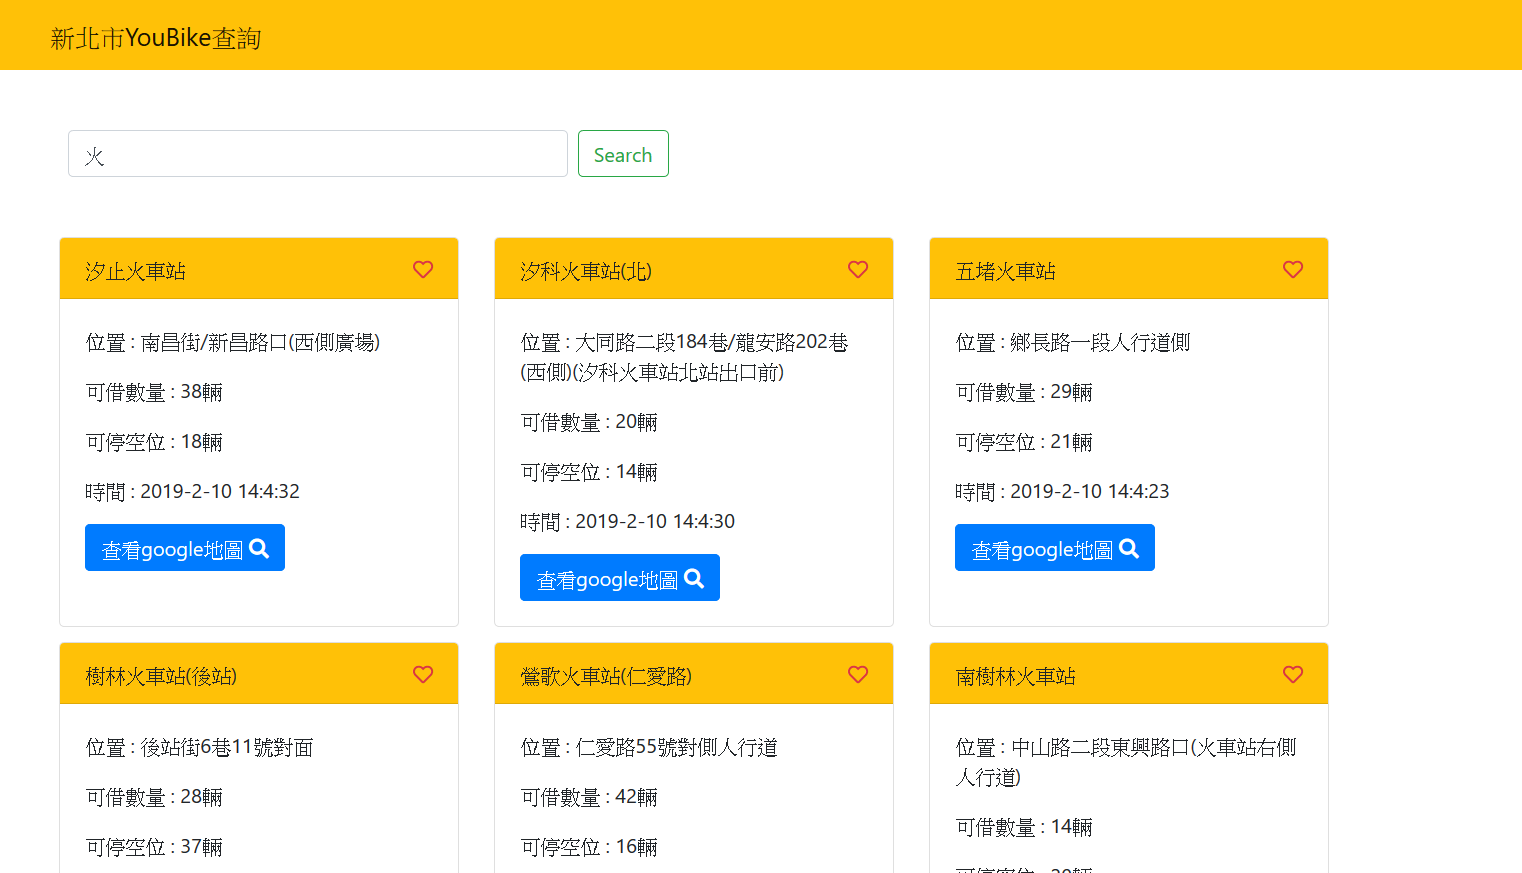 新北市YouBike查詢
火
Search
汐止火車站
位置 : 南昌街/新昌路口(西側廣場)
可借數量 : 38輛
可停空位 : 18輛
時間 : 2019-2-10 14:4:32
查看google地圖
汐科火車站(北)
位置 : 大同路二段184巷/龍安路202巷
(西側)(汐科火車站北站出口前)
可借數量 : 20輛
可停空位 : 14輛
時間 : 2019-2-10 14:4:30
查看google地圖
五堵火車站
位置 : 鄉長路一段人行道側
可借數量 : 29輛
可停空位 : 21輛
時間 : 2019-2-10 14:4:23
查看google地圖
樹林火車站(後站)
位置 : 後站街6巷11號對面
可借數量 : 28輛
可停空位 : 37輛
鶯歌火車站(仁愛路)
位置 : 仁愛路55號對側人行道
可借數量 : 42輛
可停空位 : 16輛
南樹林火車站
位置 : 中山路二段東興路口(火車站右側
人行道)
可借數量 : 14輛